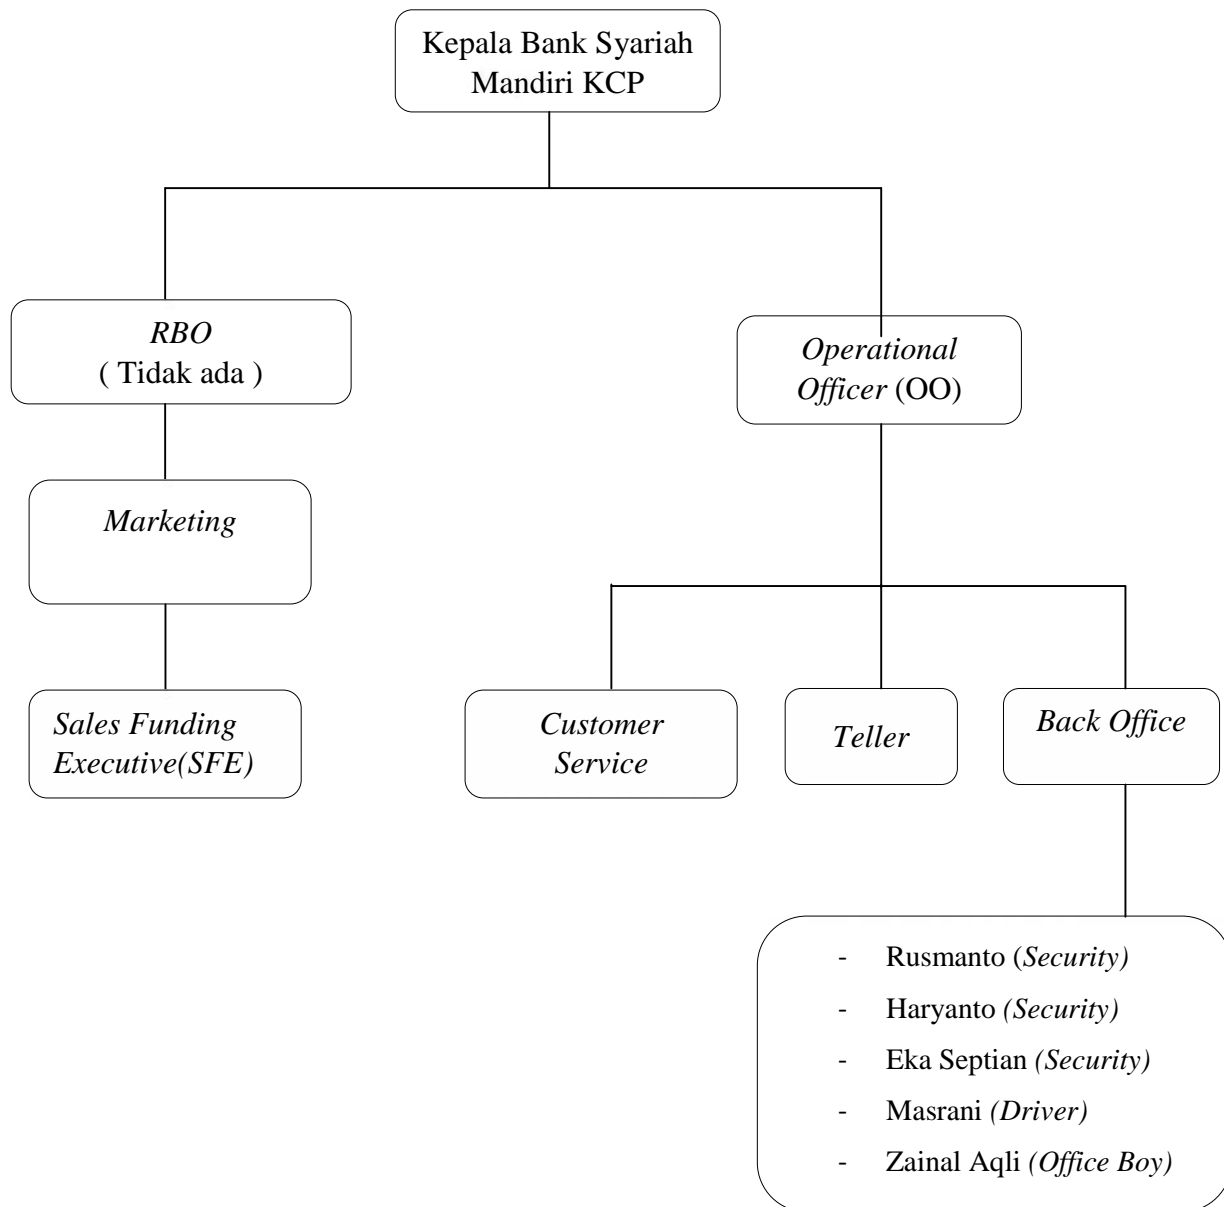 Kepala Bank Syariah
Mandiri KCP
RBO
( Tidak ada )
Operational
Officer (OO)
Marketing
Sales Funding
Executive(SFE)
Customer
Service
Teller
Back Office
- Rusmanto (Security)
- Haryanto (Security)
- Eka Septian (Security)
- Masrani (Driver)
- Zainal Aqli (Office Boy)